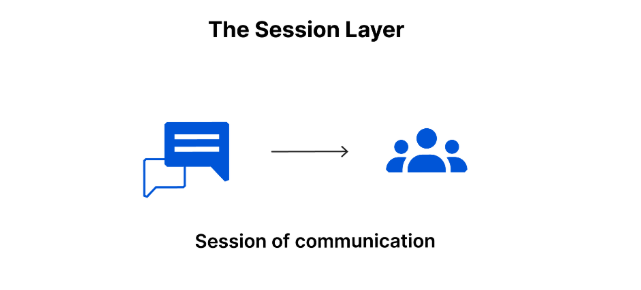 The Session Layer
Session of communication